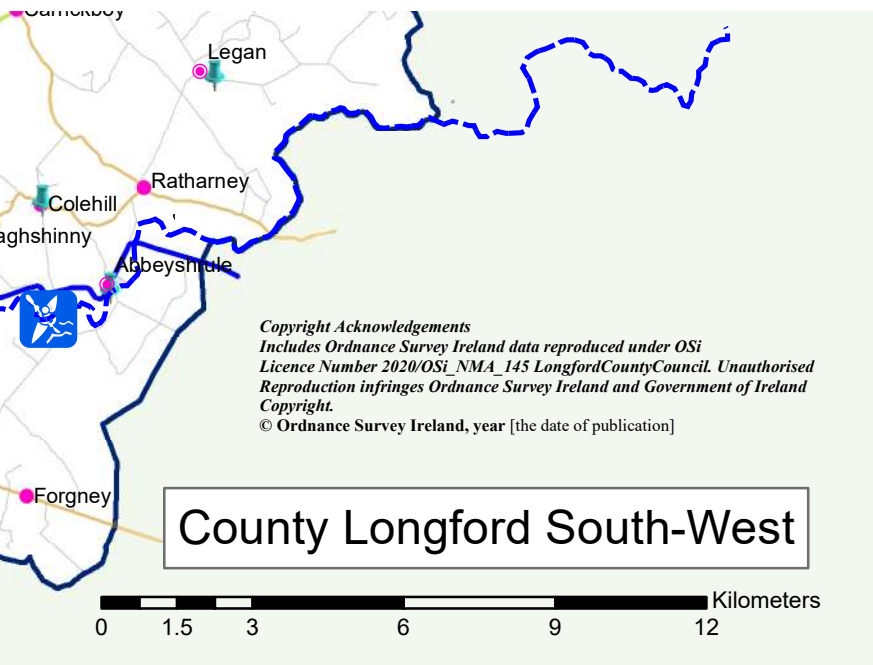 Carrickboy
Legan
Ratharney
Colehill
aghshinny
Abbeyshrule
Copyright Acknowledgements
Includes Ordnance Survey Ireland data reproduced under OSi
Licence Number 2020/OSi_NMA_145 LongfordCountyCouncil. Unauthorised
Reproduction infringes Ordnance Survey Ireland and Government of Ireland
Copyright.
© Ordnance Survey Ireland, year [the date of publication]
Forgney
County Longford South-West
Kilometers
0 1.5 3 6 9 12